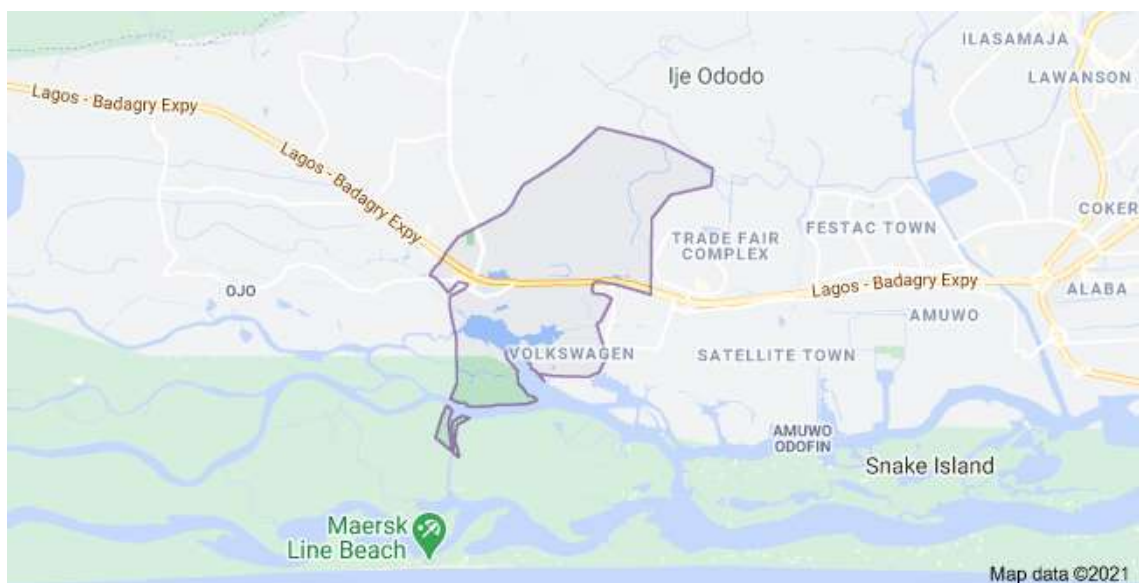 ILASAMAJA
Ije Ododo
LAWANSON
Lagos - Badagry Expy
Lagos - Badagry Expy
COKER
FESTAC TOWN
TRADE FAIR
COMPLEX
Lagos - Badagry Expy
OJO
ALABA
AMUWO
VOLKSWAGEN
SATELLITE TOWN
AMUWO
ODOFIN
Snake Island
Maersk
Line Beach
Map data ©2021